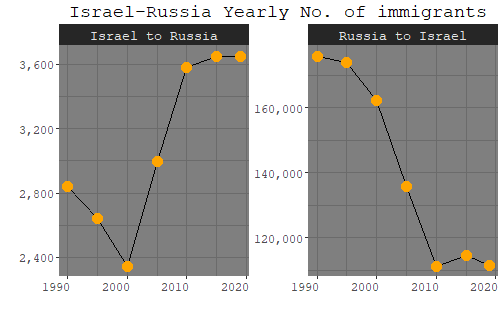 Israel-Russia Yearly No. of immigrants
Israel to Russia
Russia to Israel
3,600
3,200
2,800
2,400
160,000
140,000
120,000
1990 2000 2010 2020
1990 2000 2010 2020